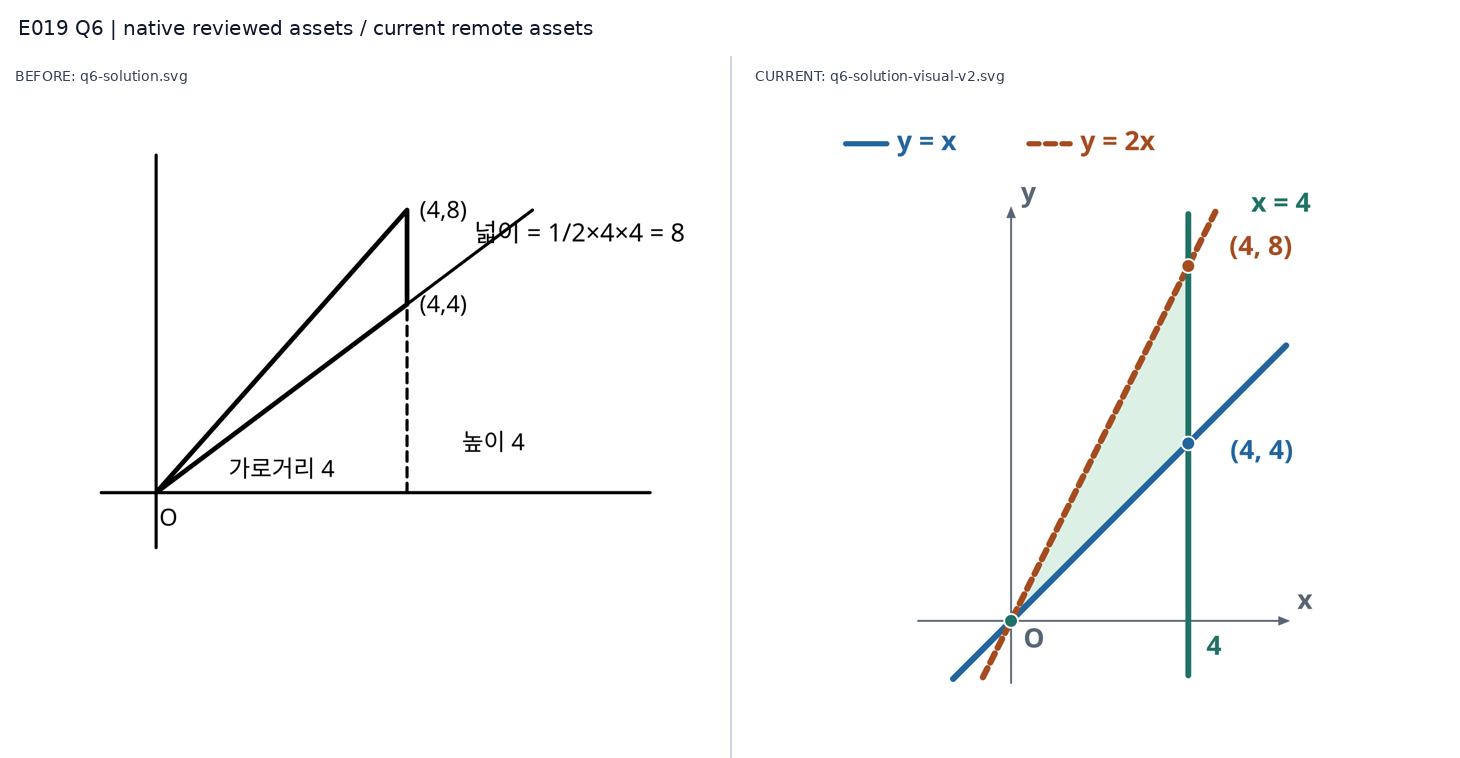 E019 Q6 | native reviewed assets / current remote assets
BEFORE: q6-solution.svg
(4,8)
넓이 = 1/2×4×4 = 8
(4,4)
높이 4
가로거리 4
O
CURRENT: q6-solution-visual-v2.svg
y = x
y = 2x
y
x = 4
(4, 8)
(4, 4)
x
O
4